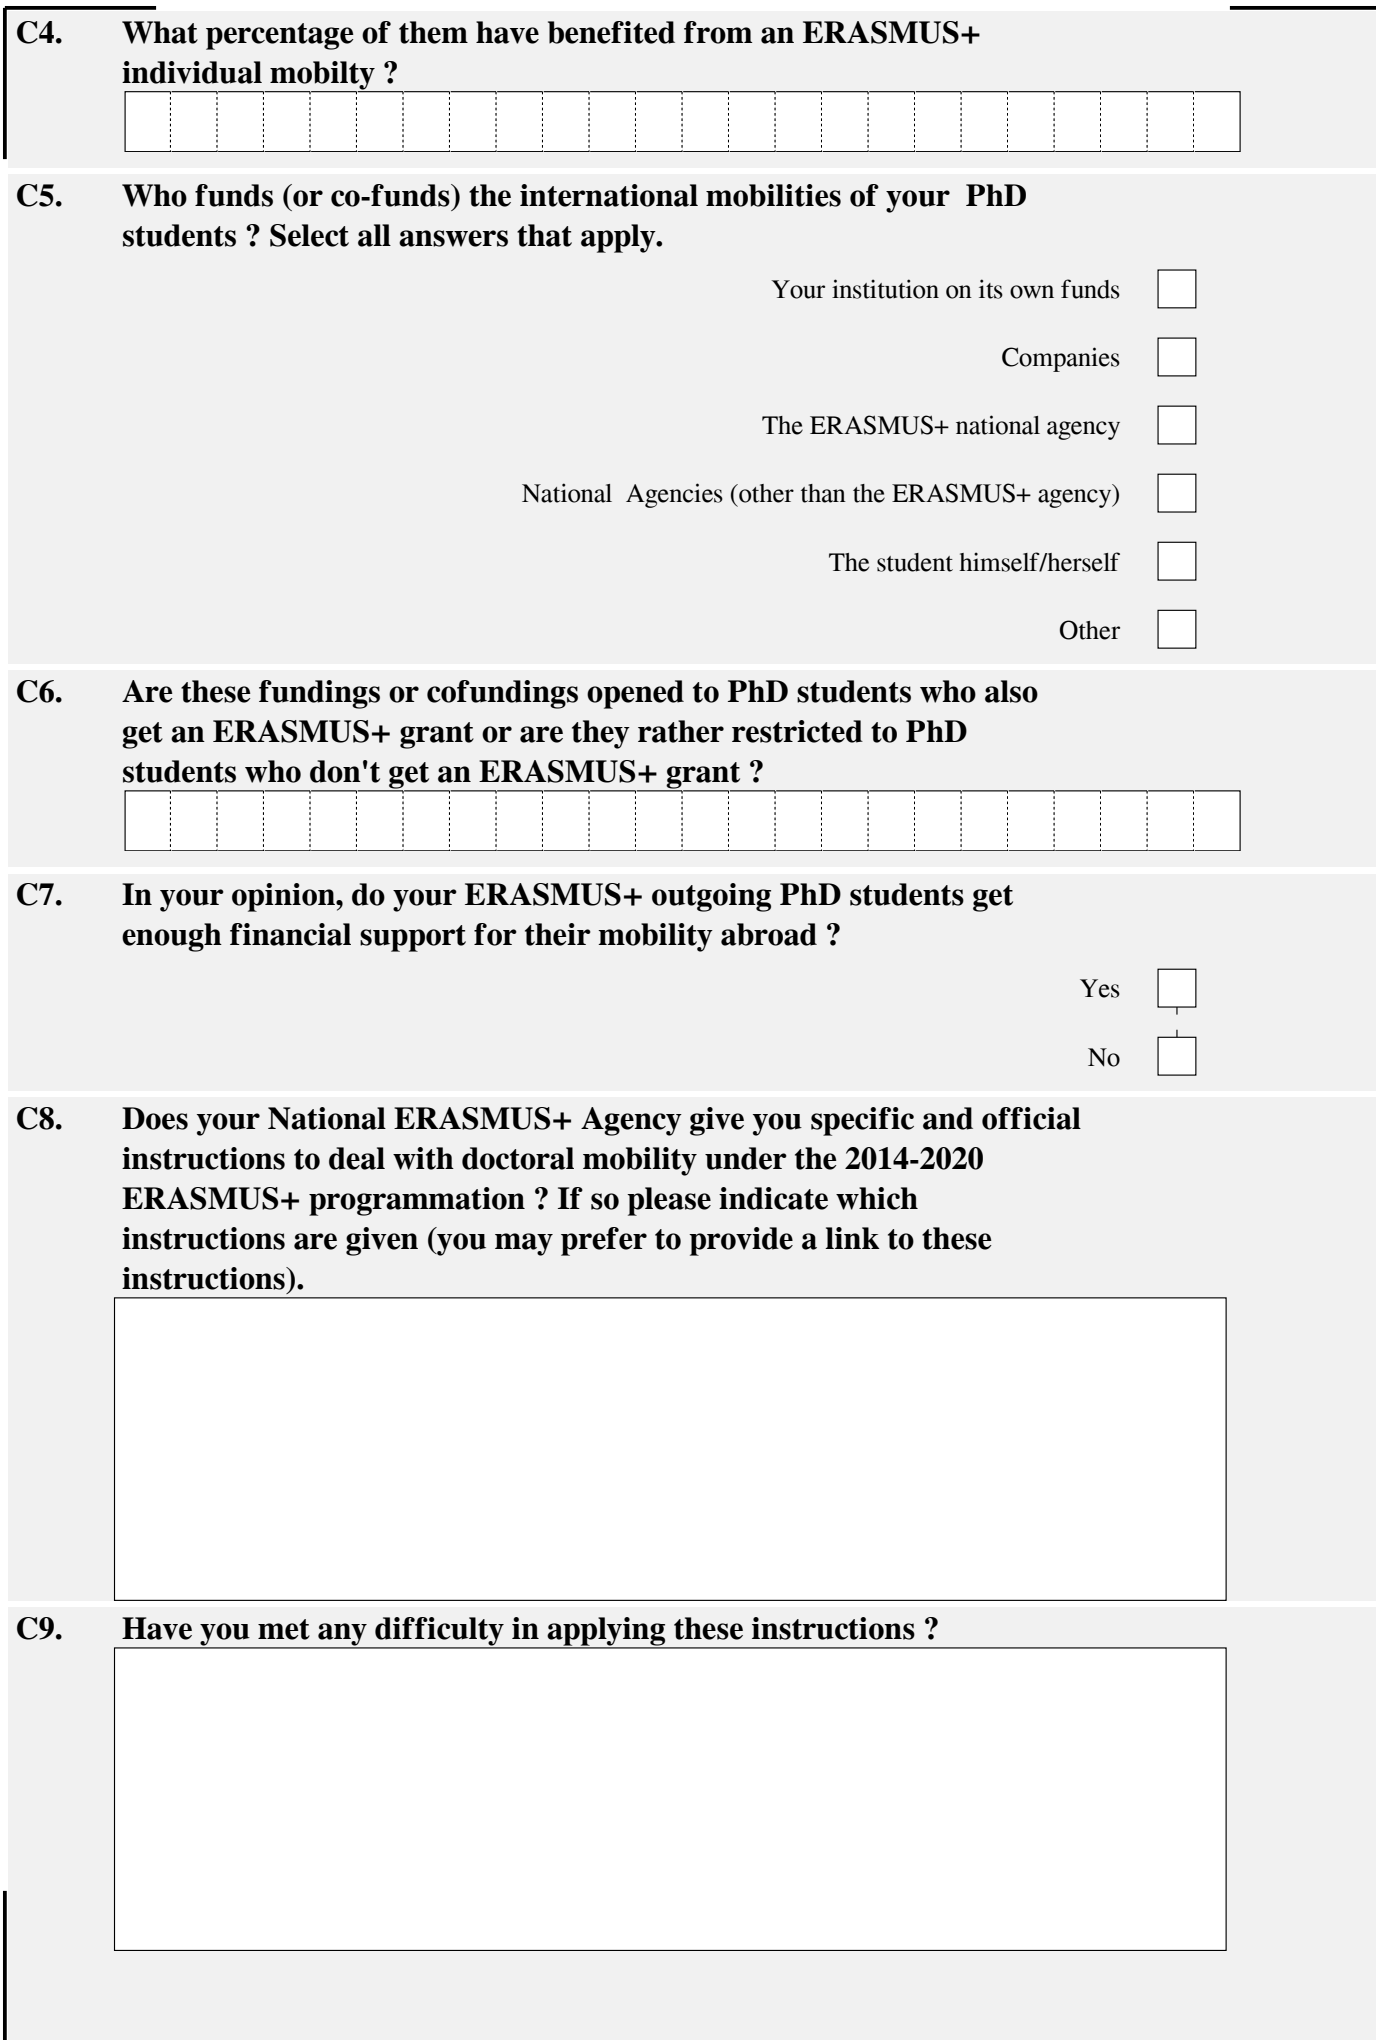 C4. What percentage of them have benefited from an ERASMUS+
individual mobilty ?
C5. Who funds (or co-funds) the international mobilities of your  PhD
students ? Select all answers that apply.
Your institution on its own funds
Companies
The ERASMUS+ national agency
National  Agencies (other than the ERASMUS+ agency)
The student himself/herself
Other
C6. Are these fundings or cofundings opened to PhD students who also
get an ERASMUS+ grant or are they rather restricted to PhD
students who don't get an ERASMUS+ grant ?
C7. In your opinion, do your ERASMUS+ outgoing PhD students get
enough financial support for their mobility abroad ?
Yes
No
C8. Does your National ERASMUS+ Agency give you specific and official
instructions to deal with doctoral mobility under the 2014-2020
ERASMUS+ programmation ? If so please indicate which
instructions are given (you may prefer to provide a link to these
instructions).
C9. Have you met any difficulty in applying these instructions ?